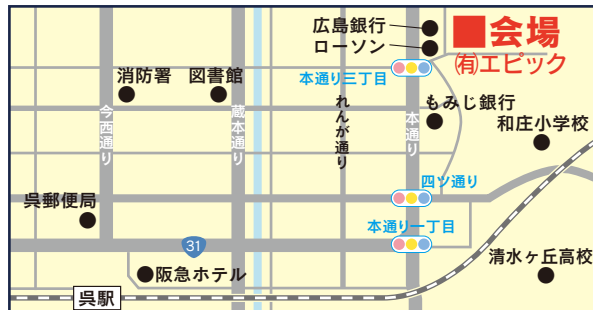 広島銀行
ローソン
■会場
㈲エピック
本通り三丁目
消防署
図書館
もみじ銀行
れんが通り
和庄小学校
今西通り
蔵本通り
本通り
四ツ通り
呉郵便局
本通り一丁目
31
阪急ホテル
清水ヶ丘高校
呉駅